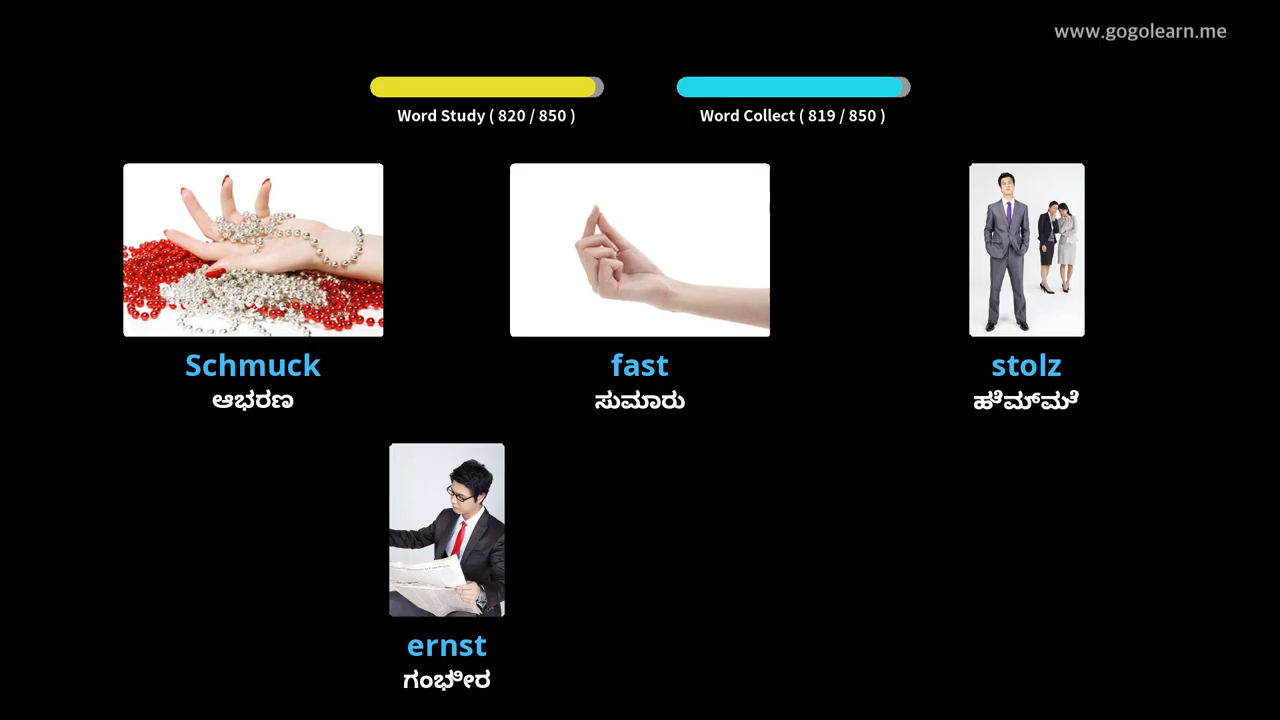 www.gogolearn.me
Word Study ( 820 / 850 )
Word Collect ( 819 / 850 )
Schmuck
ಆಭರಣ
fast
ಸುಮಾರು
stolz
ಹೆಮ್ಮೆ
ernst
ಗಂಭೀರ